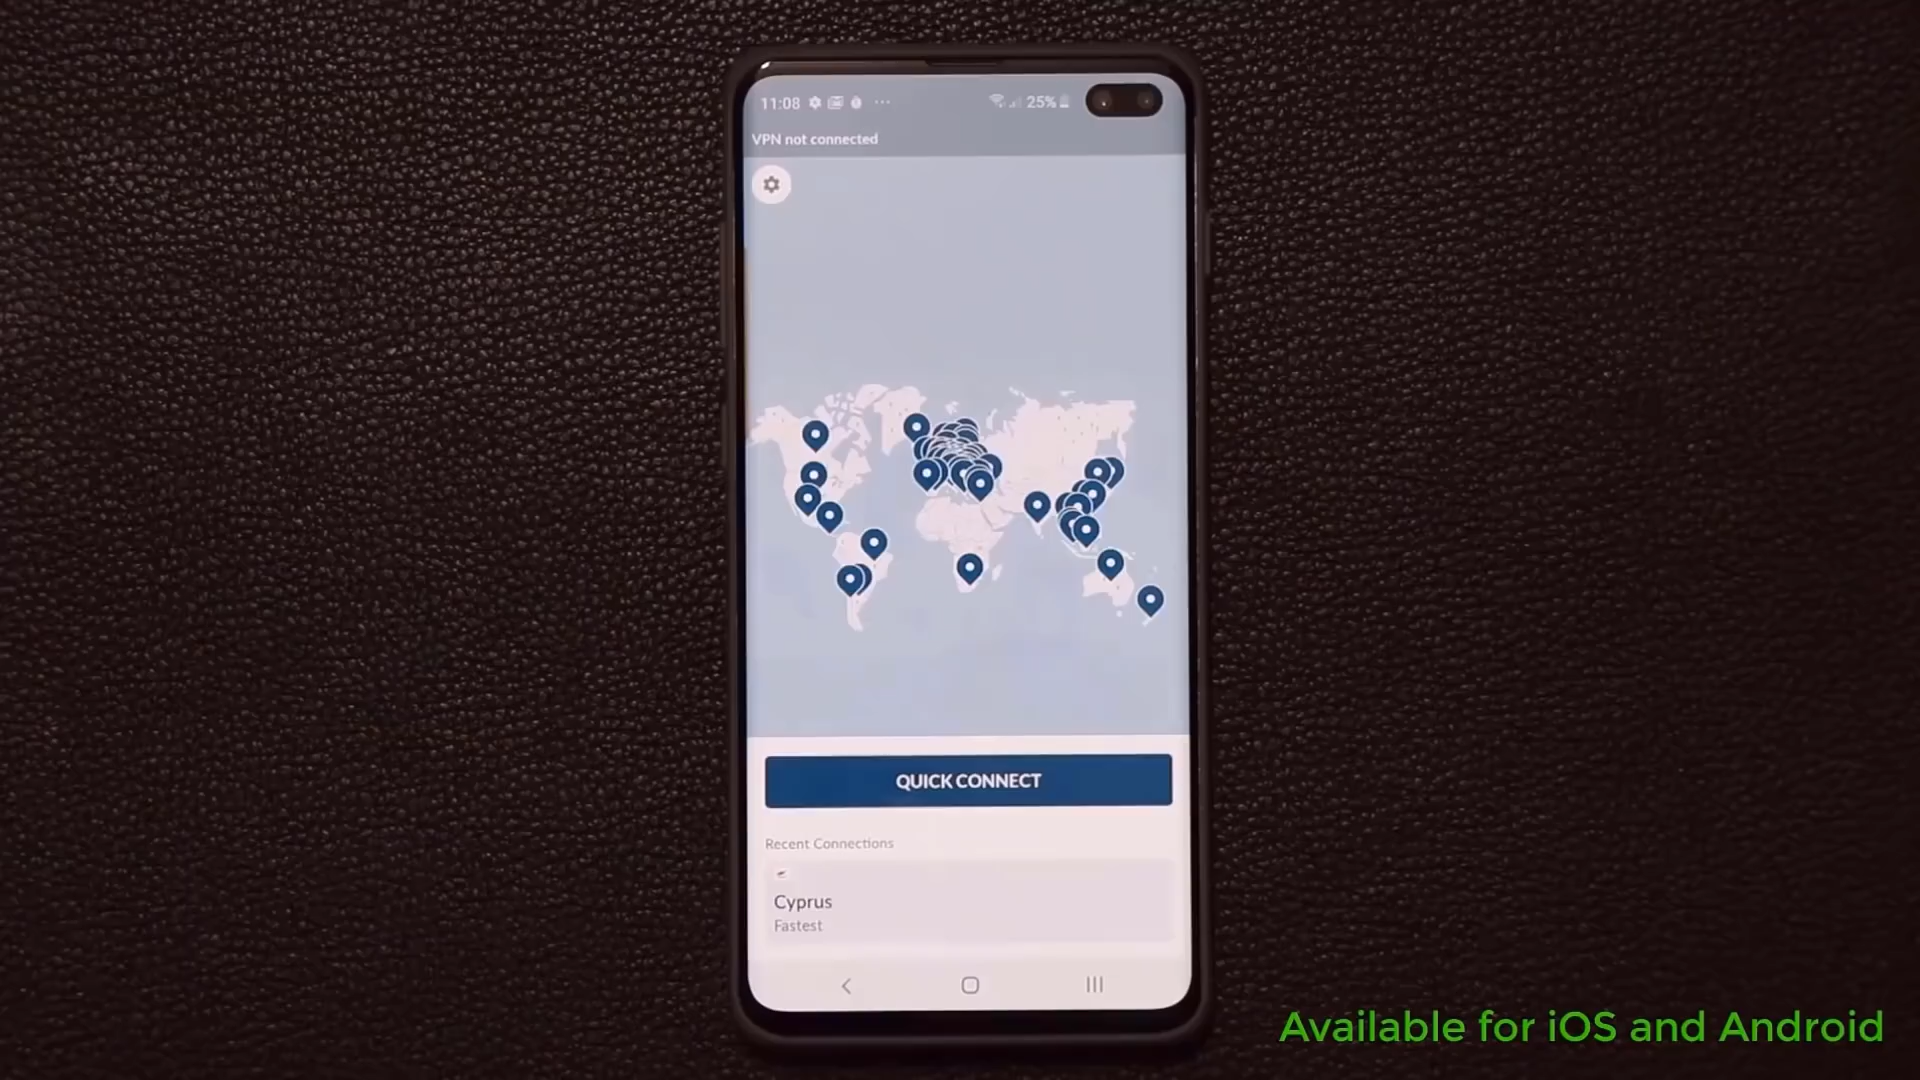 11:08
25%
VPN not connected
QUICK CONNECT
Recent Connections
Cyprus
Fastest
Available for iOS and Android